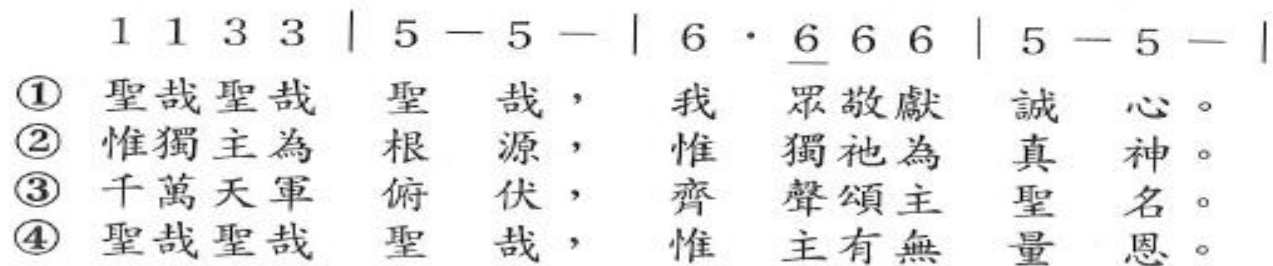 1 1 3 3 | 5 — 5 — | 6 · 6 6 6 | 5 — 5 — |
① 聖哉聖哉 聖 哉， 我 眾敬獻 誠 心。
② 惟獨主為 根 源， 惟 獨祂為 真 神。
③ 千萬天軍 俯 伏， 齊 聲頌主 聖 名。
④ 聖哉聖哉 聖 哉， 惟 主有無 量 恩。